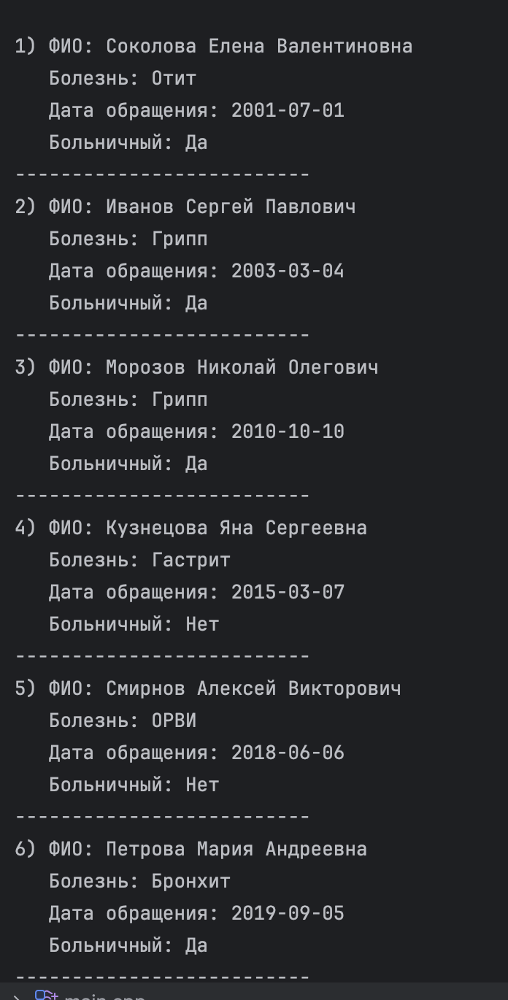 1) ФИО: Соколова Елена Валентиновна
Болезнь: Отит
Дата обращения: 2001-07-01
Больничный: Да
--------------------------
2) ФИО: Иванов Сергей Павлович
Болезнь: Грипп
Дата обращения: 2003-03-04
Больничный: Да
--------------------------
3) ФИО: Морозов Николай Олегович
Болезнь: Грипп
Дата обращения: 2010-10-10
Больничный: Да
--------------------------
4) ФИО: Кузнецова Яна Сергеевна
Болезнь: Гастрит
Дата обращения: 2015-03-07
Больничный: Нет
--------------------------
5) ФИО: Смирнов Алексей Викторович
Болезнь: ОРВИ
Дата обращения: 2018-06-06
Больничный: Нет
--------------------------
6) ФИО: Петрова Мария Андреевна
Болезнь: Бронхит
Дата обращения: 2019-09-05
Больничный: Да
--------------------------
main.cpp